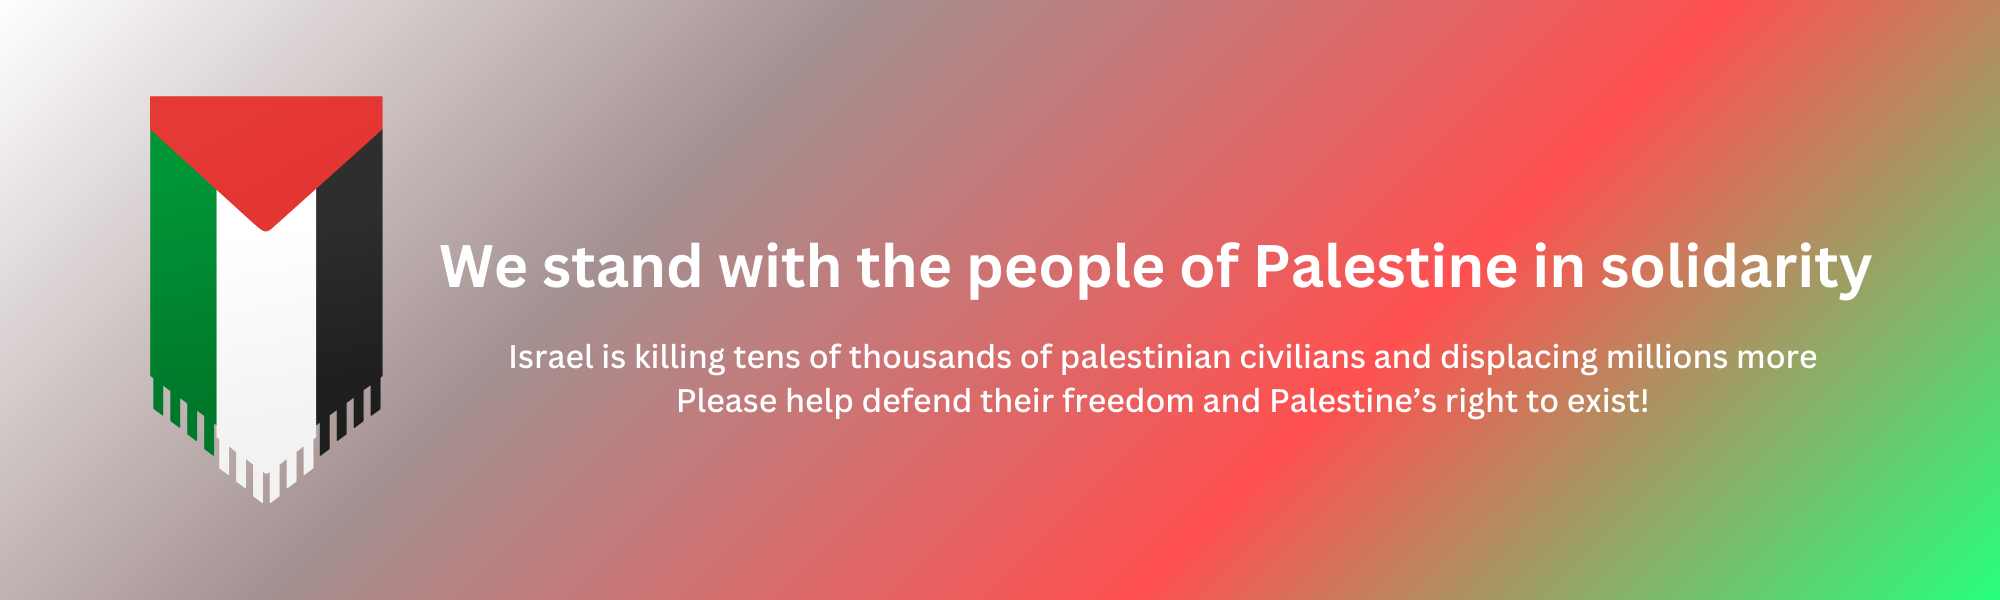 We stand with the people of Palestine in solidarity
Israel is killing tens of thousands of palestinian civilians and displacing millions more
Please help defend their freedom and Palestine’s right to exist!